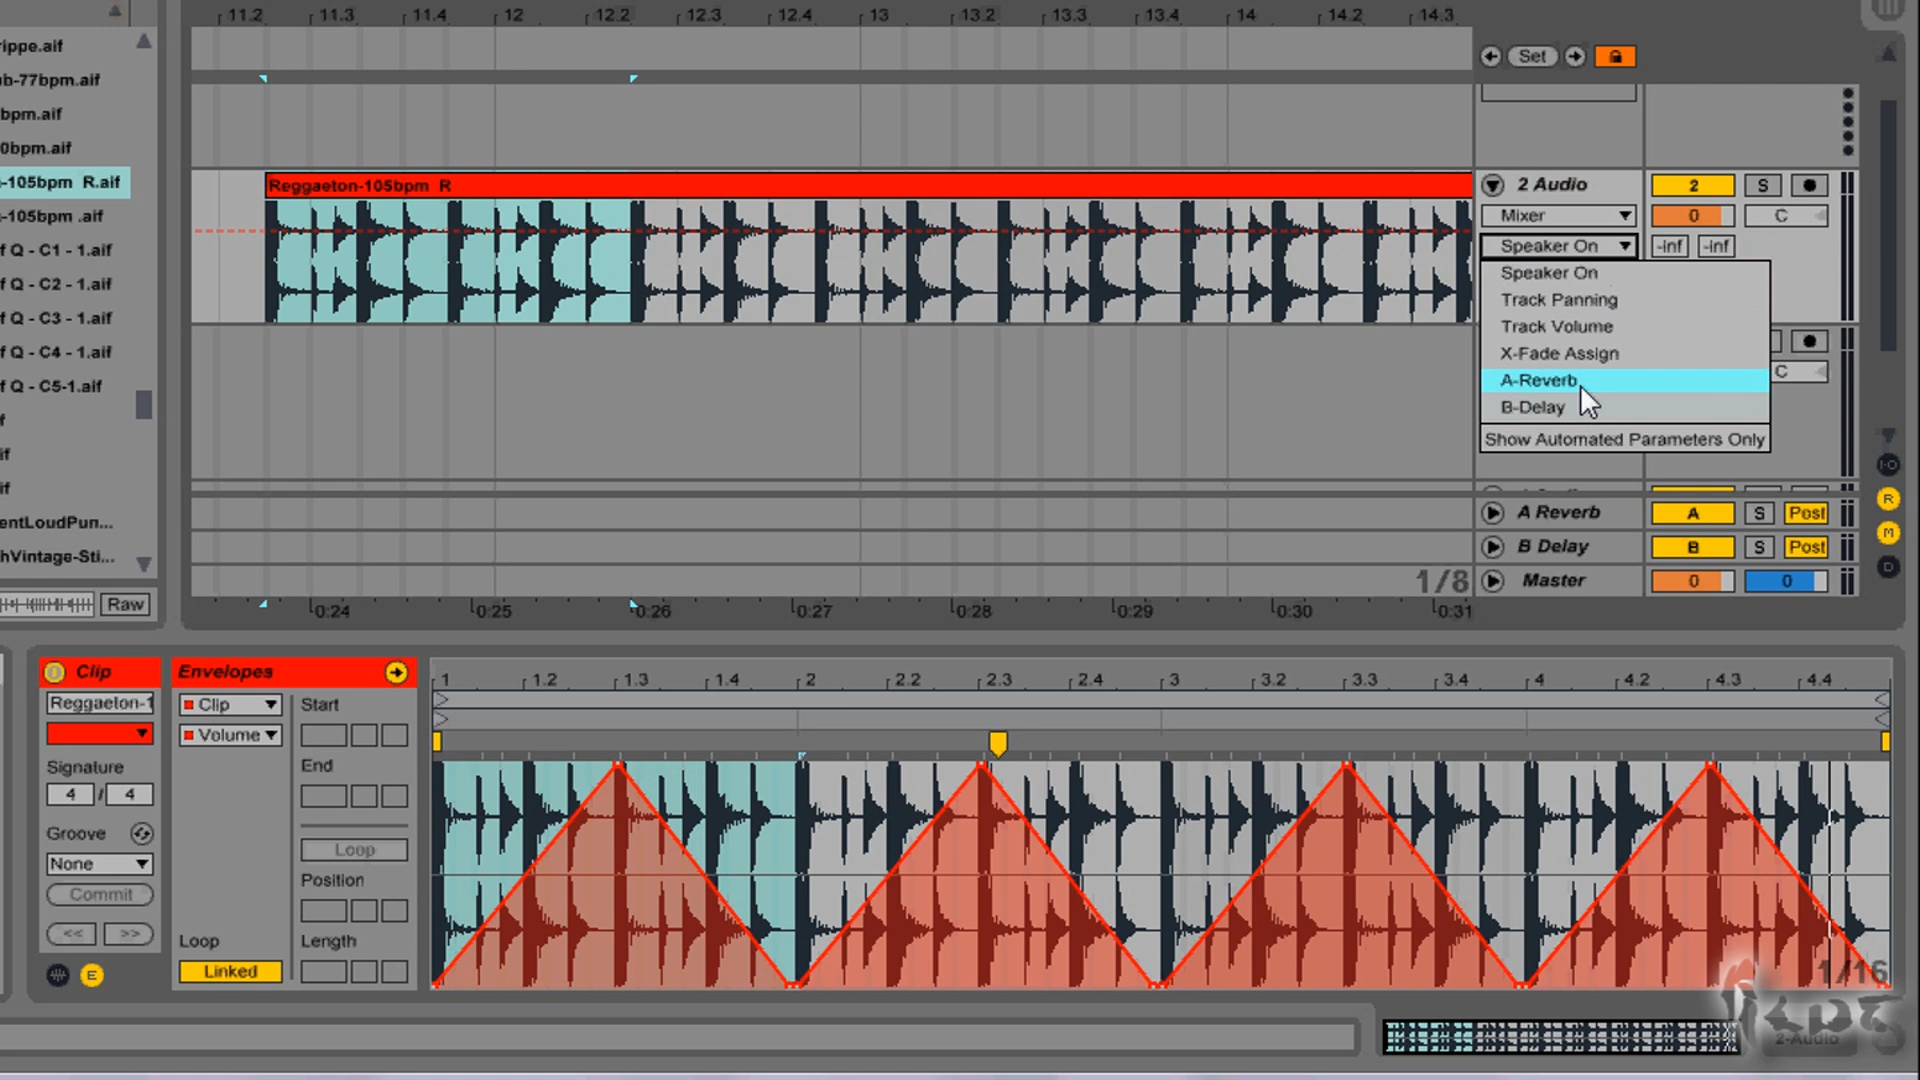 11.2 11.3 11.4 12 12.2 12.3 12.4 13 13.2 13.3 13.4 14 14.2 14.3
rippe.aif
ub-77bpm.aif
bpm.aif
0bpm.aif
-105bpm R.aif
-105bpm .aif
f Q - C1 - 1.aif
f Q - C2 - 1.aif
f Q - C3 - 1.aif
f Q - C4 - 1.aif
f Q - C5-1.aif
f
if
if
entLoudPun...
hVintage-Sti...
Raw
Set
Reggaeton-105bpm R
2 Audio 2 S
Mixer 0 C
Speaker On -inf -inf
Speaker On
Track Panning
Track Volume
X-Fade Assign
A-Reverb
C
B-Delay
Show Automated Parameters Only
I-O
R
M
D
A Reverb A S Post
B Delay B S Post
1/8 Master 0 0
0:24 0:25 0:26 0:27 0:28 0:29 0:30 0:31
Clip
Reggaeton-1
Signature
4 / 4
Groove
None
Commit
<< >>
E
Envelopes
Clip
Volume
Loop
Linked
Start
End
Loop
Position
Length
1 1.2 1.3 1.4 2 2.2 2.3 2.4 3 3.2 3.3 3.4 4 4.2 4.3 4.4
1/16
2-Audio